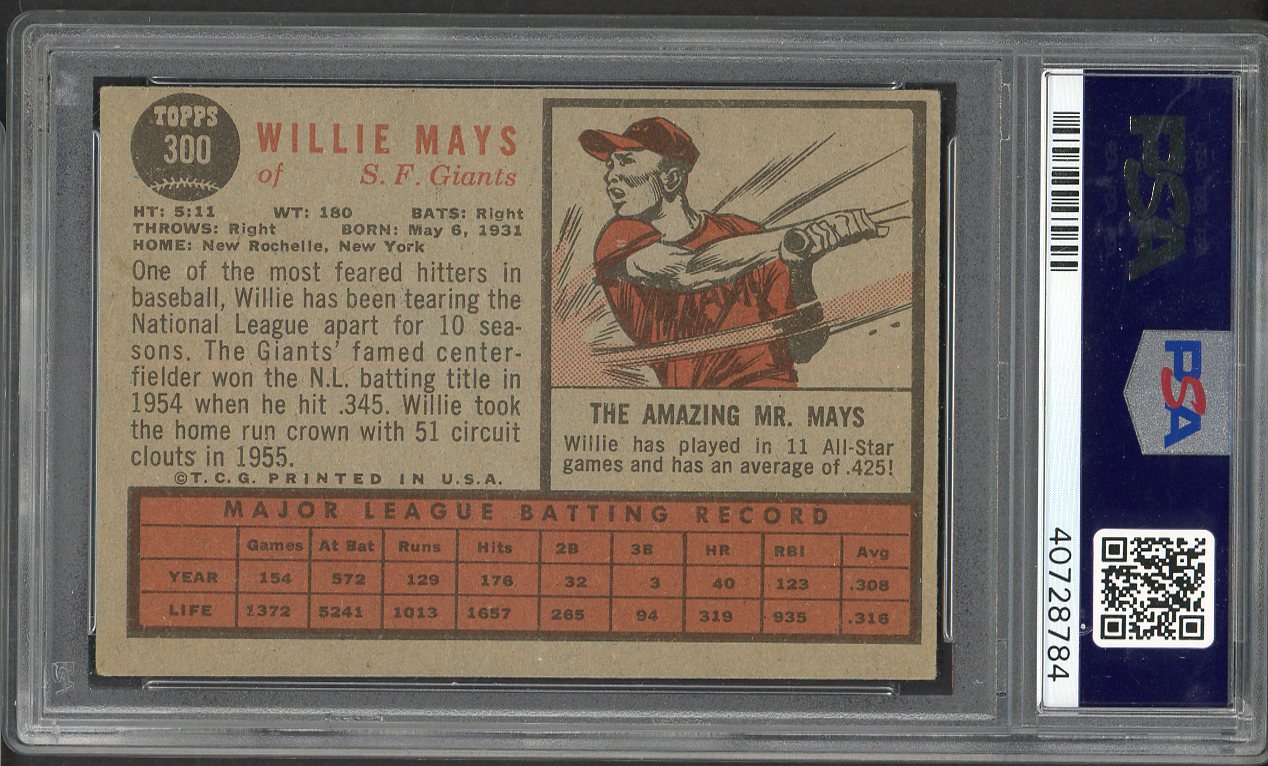 TOPPS
300
WILLIE MAYS
of S. F. Giants
HT: 5:11 WT: 180 BATS: Right
THROWS: Right BORN: May 6, 1931
HOME: New Rochelle, New York
One of the most feared hitters in
baseball, Willie has been tearing the
National League apart for 10 sea-
sons. The Giants' famed center-
fielder won the N.L. batting title in
1954 when he hit .345. Willie took
the home run crown with 51 circuit
clouts in 1955.
©T.C.G. PRINTED IN U.S.A.
THE AMAZING MR. MAYS
Willie has played in 11 All-Star
games and has an average of .425!
MAJOR LEAGUE BATTING RECORD
Games At Bat Runs Hits 2B 3B HR RBI Avg
YEAR 154 572 129 176 32 3 40 123 .308
LIFE 1372 5241 1013 1657 265 94 319 935 .316
PSA
PSA
40728784
PSA